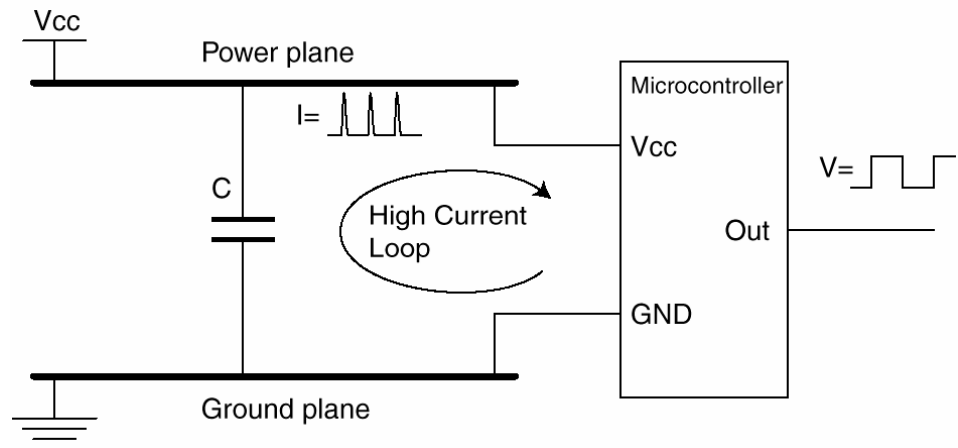 Vcc
Power plane
I=
Microcontroller
Vcc
V=
C
High Current
Loop
Out
GND
Ground plane